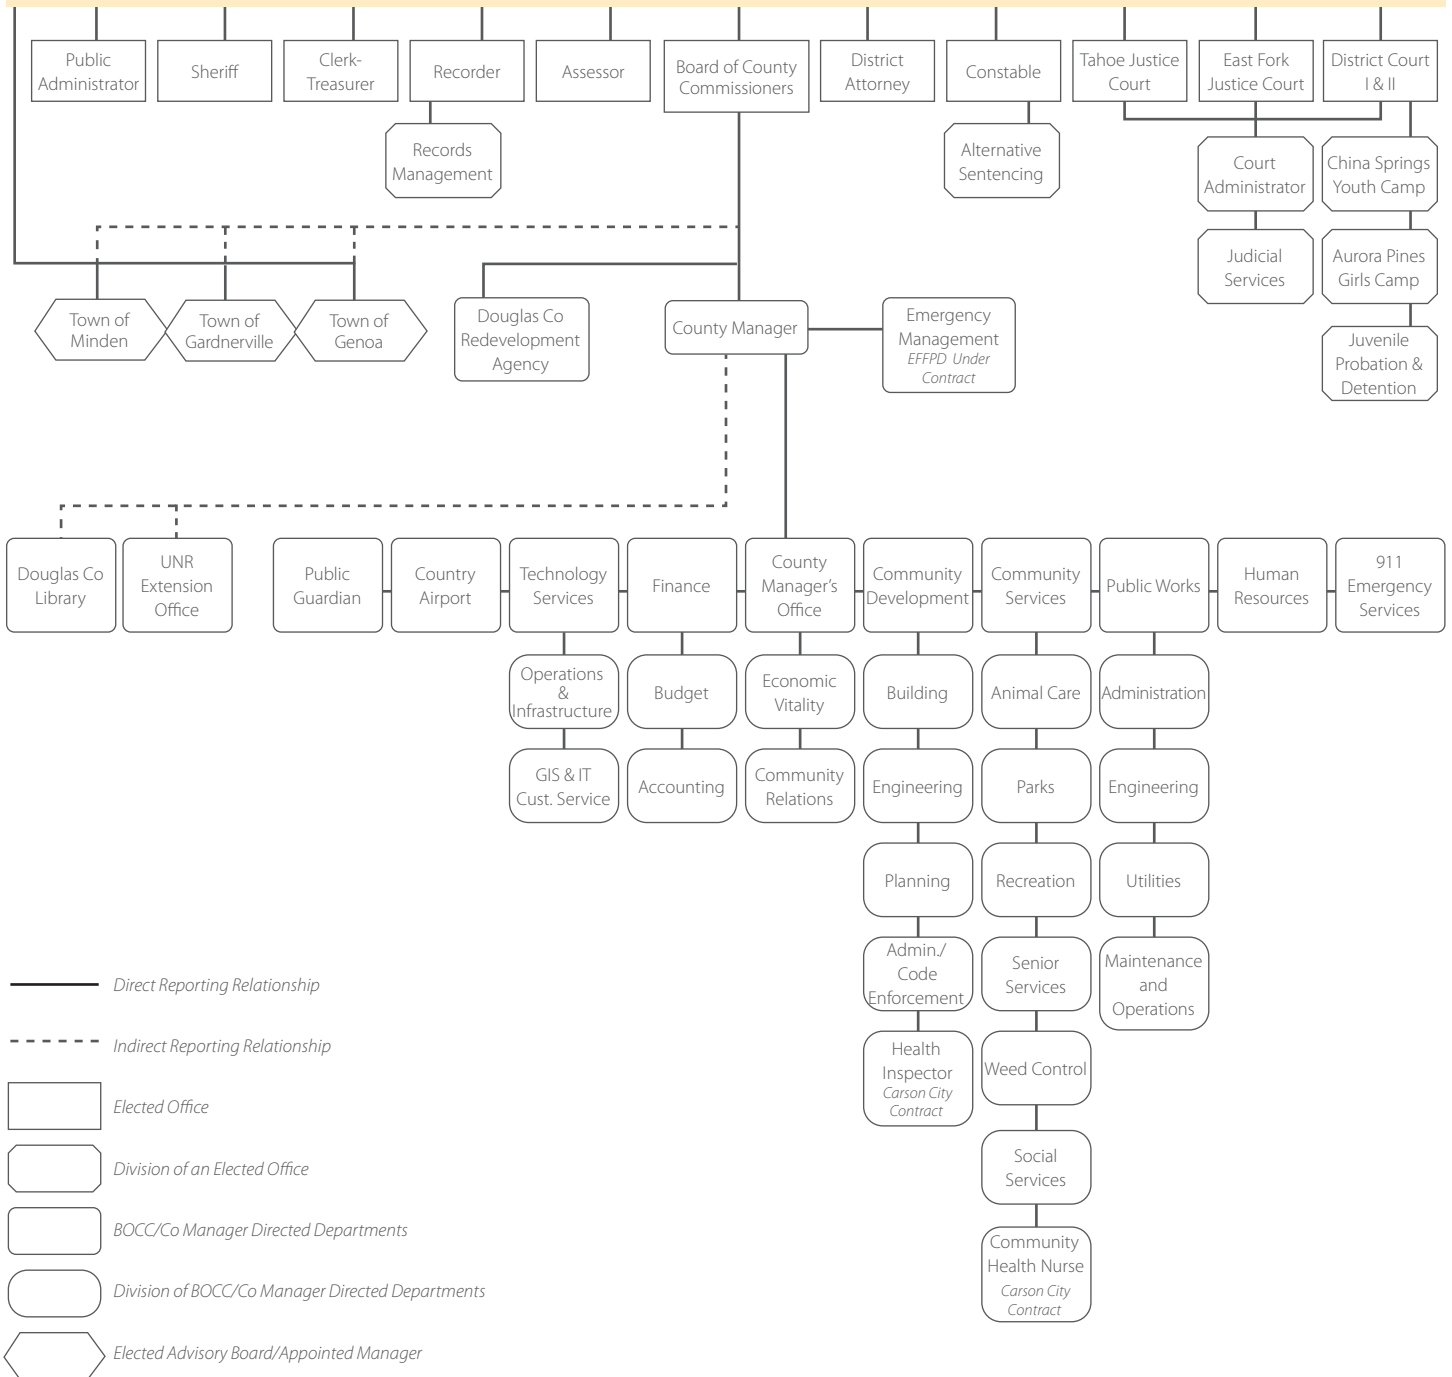 Public
Administrator
Sheriff
Clerk-
Treasurer
Recorder
Assessor
Board of County
Commissioners
District
Attorney
Constable
Tahoe Justice
Court
East Fork
Justice Court
District Court
I & II
Records
Management
Alternative
Sentencing
Court
Administrator
China Springs
Youth Camp
Judicial
Services
Aurora Pines
Girls Camp
Juvenile
Probation &
Detention
Town of
Minden
Town of
Gardnerville
Town of
Genoa
Douglas Co
Redevelopment
Agency
County Manager
Emergency
Management
EFFPD Under
Contract
Douglas Co
Library
UNR
Extension
Office
Public
Guardian
Country
Airport
Technology
Services
Finance
County
Manager's
Office
Community
Development
Community
Services
Public Works
Human
Resources
911
Emergency
Services
Operations
&
Infrastructure
Budget
Economic
Vitality
Building
Animal Care
Administration
GIS & IT
Cust. Service
Accounting
Community
Relations
Engineering
Parks
Engineering
Planning
Recreation
Utilities
Admin./
Code
Enforcement
Senior
Services
Maintenance
and
Operations
Health
Inspector
Carson City
Contract
Weed Control
Social
Services
Community
Health Nurse
Carson City
Contract
Direct Reporting Relationship
Indirect Reporting Relationship
Elected Office
Division of an Elected Office
BOCC/Co Manager Directed Departments
Division of BOCC/Co Manager Directed Departments
Elected Advisory Board/Appointed Manager